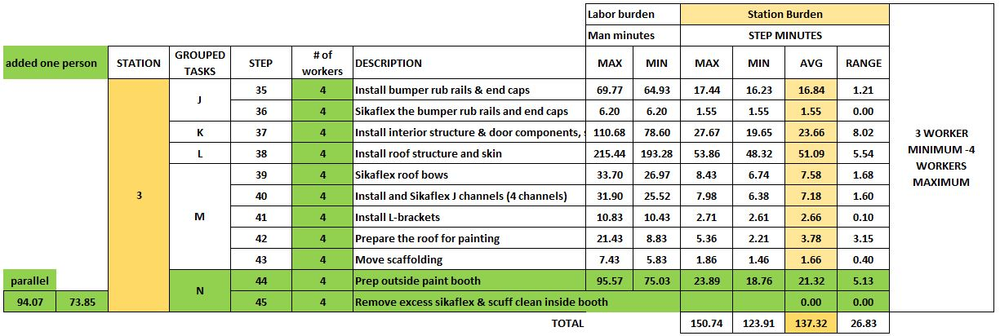 Labor burden Station Burden
Man minutes STEP MINUTES
added one person STATION GROUPED TASKS STEP # of workers DESCRIPTION MAX MIN MAX MIN AVG RANGE
3 J 35 4 Install bumper rub rails & end caps 69.77 64.93 17.44 16.23 16.84 1.21
36 4 Sikaflex the bumper rub rails and end caps 6.20 6.20 1.55 1.55 1.55 0.00
K 37 4 Install interior structure & door components, 110.68 78.60 27.67 19.65 23.66 8.02
L 38 4 Install roof structure and skin 215.44 193.28 53.86 48.32 51.09 5.54
M 39 4 Sikaflex roof bows 33.70 26.97 8.43 6.74 7.58 1.68
40 4 Install and Sikaflex J channels (4 channels) 31.90 25.52 7.98 6.38 7.18 1.60
41 4 Install L-brackets 10.83 10.43 2.71 2.61 2.66 0.10
42 4 Prepare the roof for painting 21.43 8.83 5.36 2.21 3.78 3.15
43 4 Move scaffolding 7.43 5.83 1.86 1.46 1.66 0.40
parallel N 44 4 Prep outside paint booth 95.57 75.03 23.89 18.76 21.32 5.13
94.07 73.85 45 4 Remove excess sikaflex & scuff clean inside booth 0.00 0.00
TOTAL 150.74 123.91 137.32 26.83
3 WORKER
MINIMUM -4
WORKERS
MAXIMUM